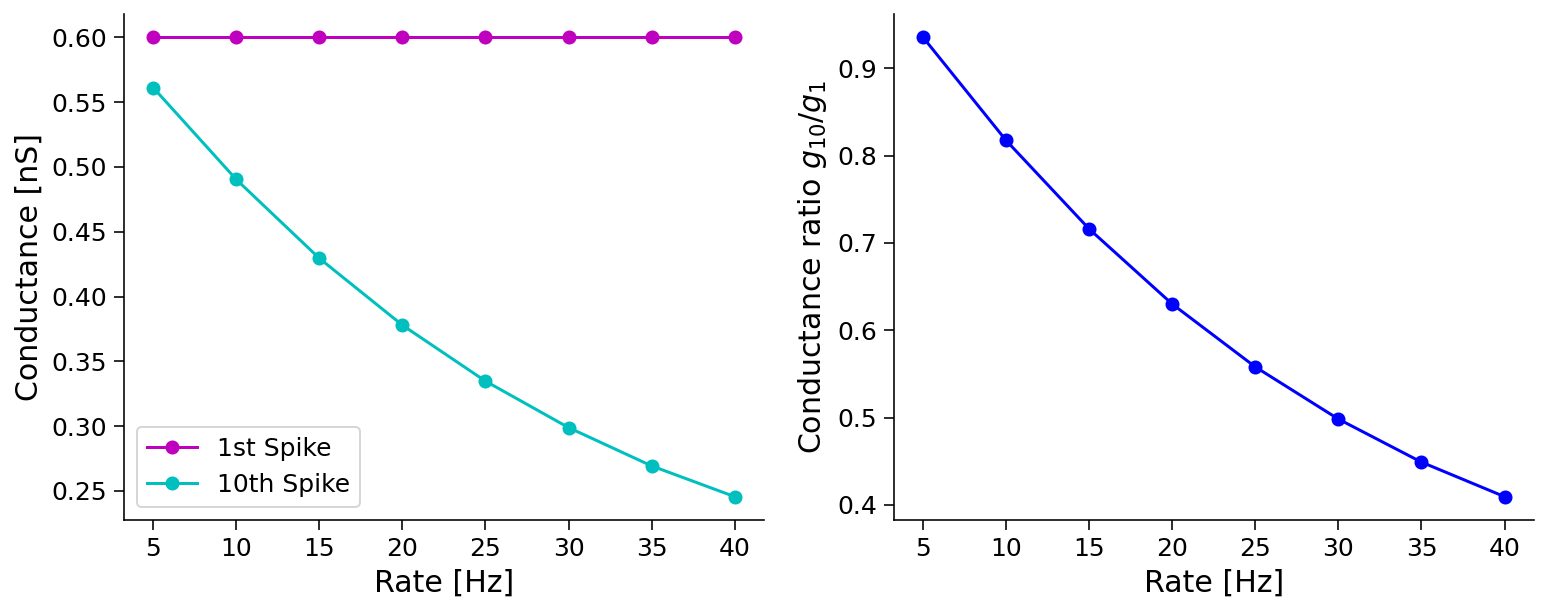 Conductance [nS]
0.60
0.55
0.50
0.45
0.40
0.35
0.30
0.25
1st Spike
10th Spike
5 10 15 20 25 30 35 40
Rate [Hz]
Conductance ratio g₁₀/g₁
0.9
0.8
0.7
0.6
0.5
0.4
5 10 15 20 25 30 35 40
Rate [Hz]